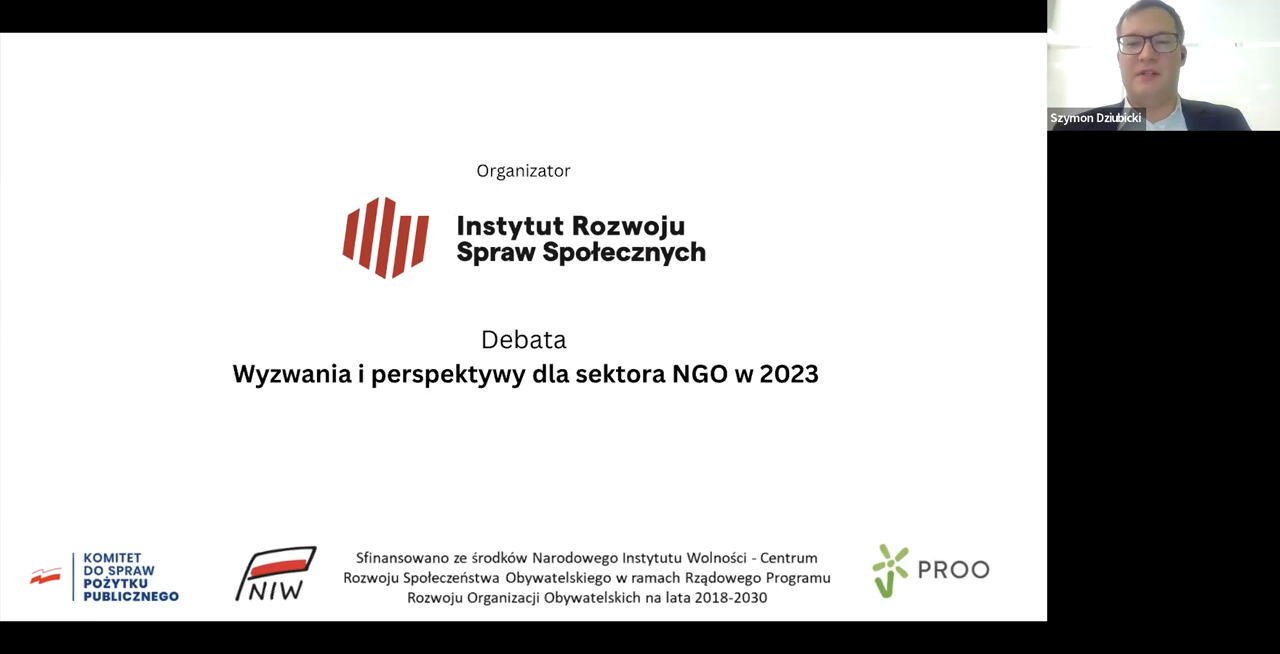 Szymon Dziubicki
Organizator
Instytut Rozwoju
Spraw Społecznych
Debata
Wyzwania i perspektywy dla sektora NGO w 2023
KOMITET
DO SPRAW
POŻYTKU
PUBLICZNEGO
NIW
Sfinansowano ze środków Narodowego Instytutu Wolności - Centrum
Rozwoju Społeczeństwa Obywatelskiego w ramach Rządowego Programu
Rozwoju Organizacji Obywatelskich na lata 2018-2030
PROO